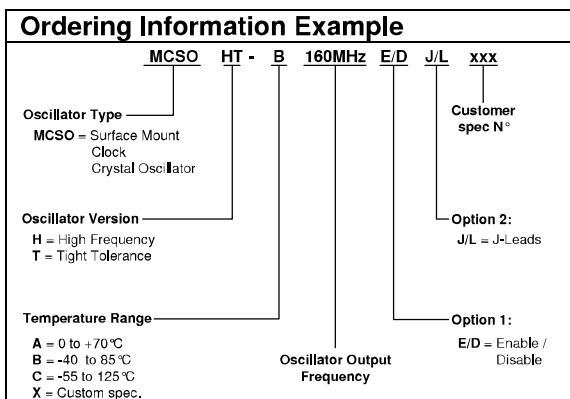 Ordering Information Example
MCSO HT - B 160MHz E/D J/L xxx
Customer
spec N°
Oscillator Type
MCSO = Surface Mount
Clock
Crystal Oscillator
Oscillator Version
H = High Frequency
T = Tight Tolerance
Option 2:
J/L = J-Leads
Temperature Range
A = 0 to +70°C
B = -40 to 85°C
C = -55 to 125°C
X = Custom spec.
Oscillator Output
Frequency
Option 1:
E/D = Enable /
Disable